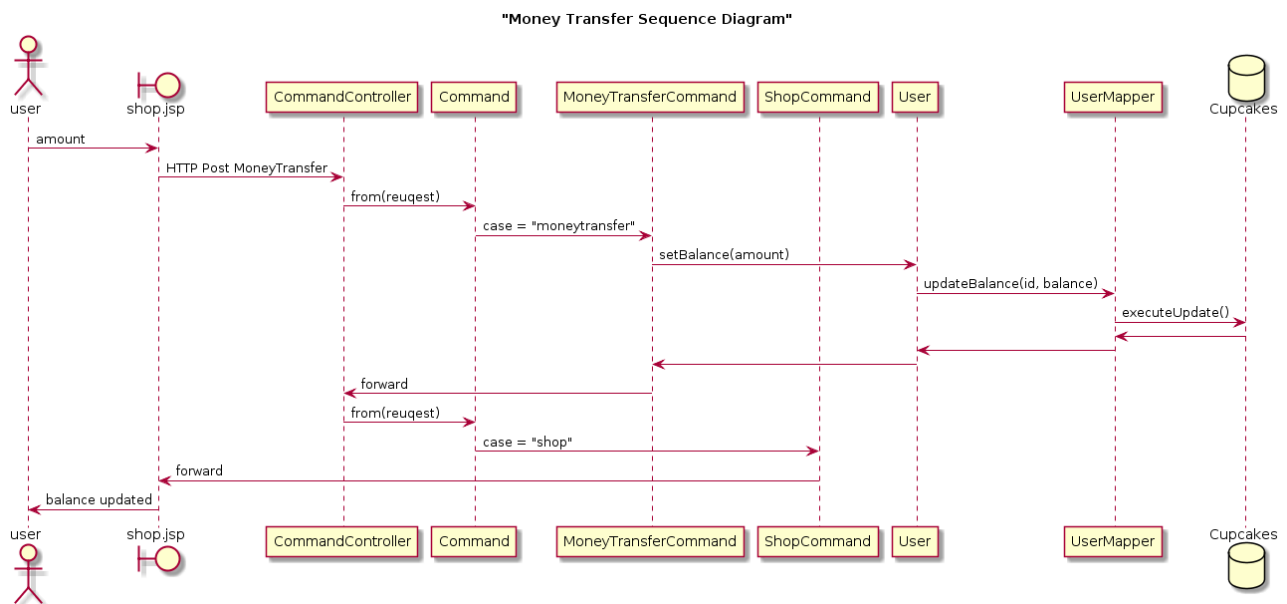 "Money Transfer Sequence Diagram"
user
shop.jsp
CommandController
Command
MoneyTransferCommand
ShopCommand
User
UserMapper
Cupcakes
amount
HTTP Post MoneyTransfer
from(reuqest)
case = "moneytransfer"
setBalance(amount)
updateBalance(id, balance)
executeUpdate()
forward
from(reuqest)
case = "shop"
forward
balance updated
user
shop.jsp
CommandController
Command
MoneyTransferCommand
ShopCommand
User
UserMapper
Cupcakes